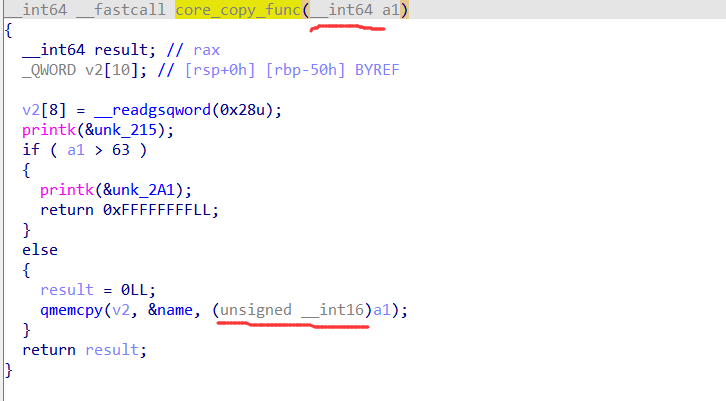 __int64 __fastcall core_copy_func(__int64 a1)
{
  __int64 result; // rax
  _QWORD v2[10]; // [rsp+0h] [rbp-50h] BYREF
  v2[8] = __readgsqword(0x28u);
  printk(&unk_215);
  if ( a1 > 63 )
  {
    printk(&unk_2A1);
    return 0xFFFFFFFFLL;
  }
  else
  {
    result = 0LL;
    qmemcpy(v2, &name, (unsigned __int16)a1);
  }
  return result;
}